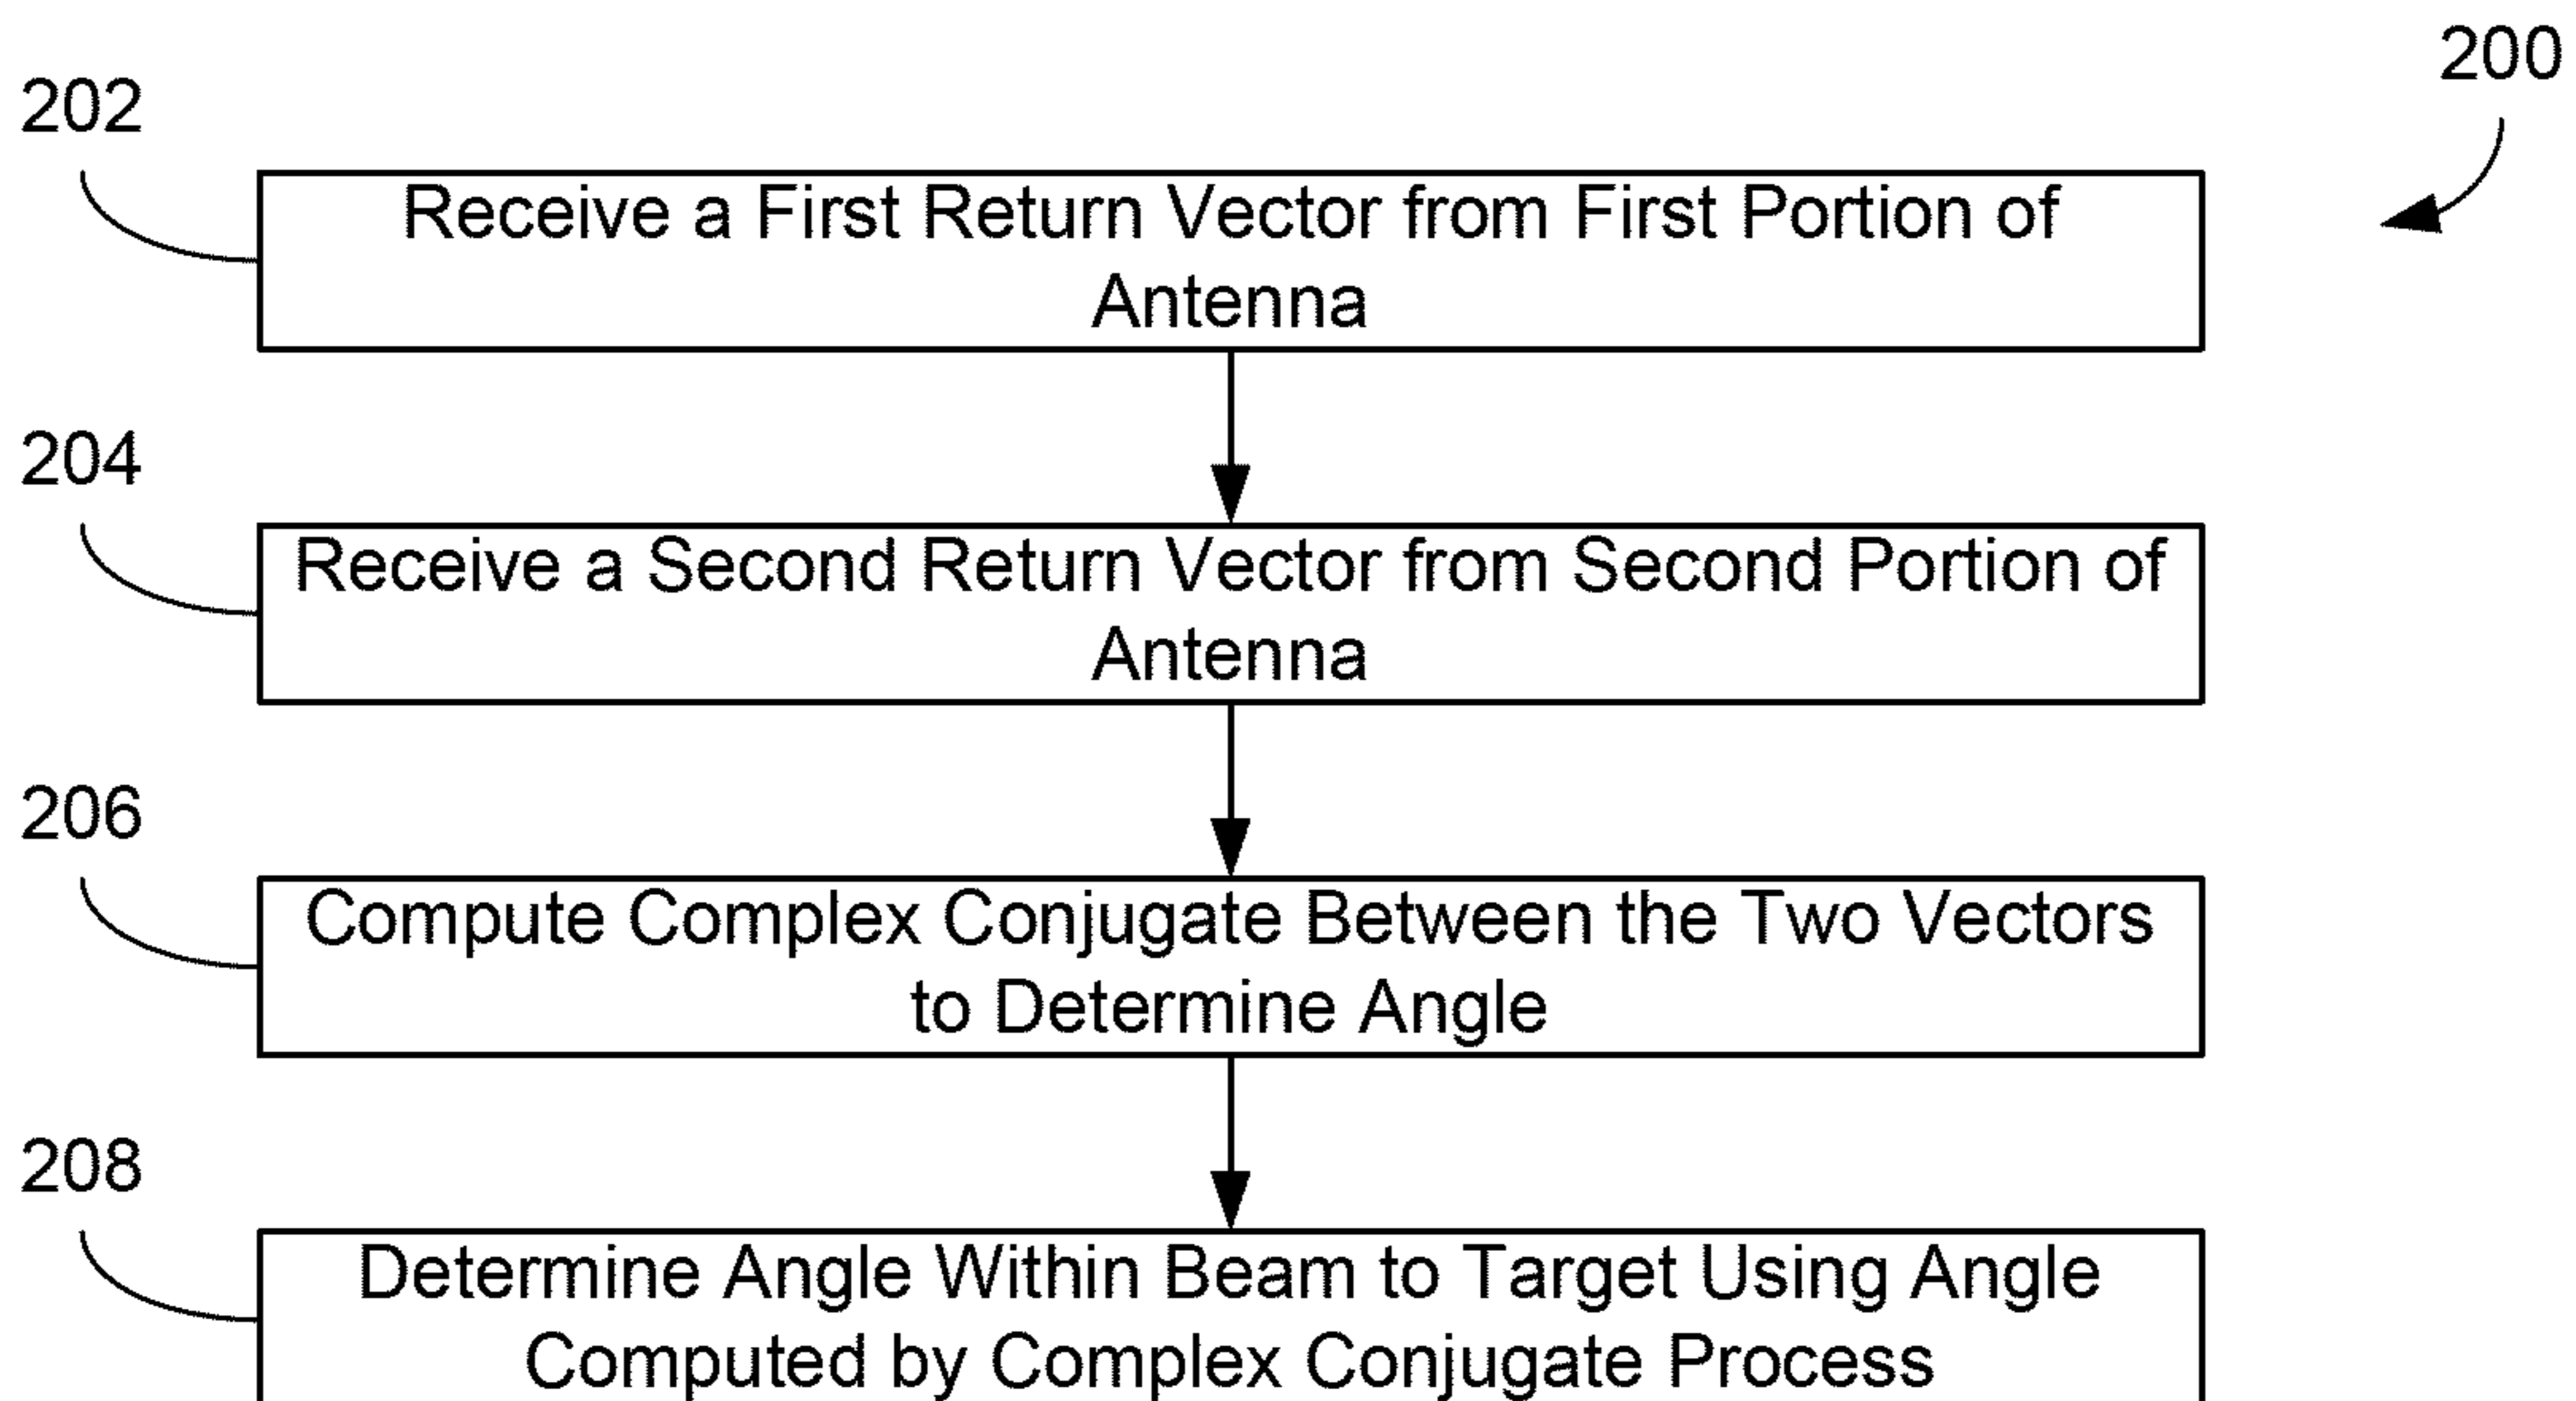 200
202
Receive a First Return Vector from First Portion of
Antenna
204
Receive a Second Return Vector from Second Portion of
Antenna
206
Compute Complex Conjugate Between the Two Vectors
to Determine Angle
208
Determine Angle Within Beam to Target Using Angle
Computed by Complex Conjugate Process